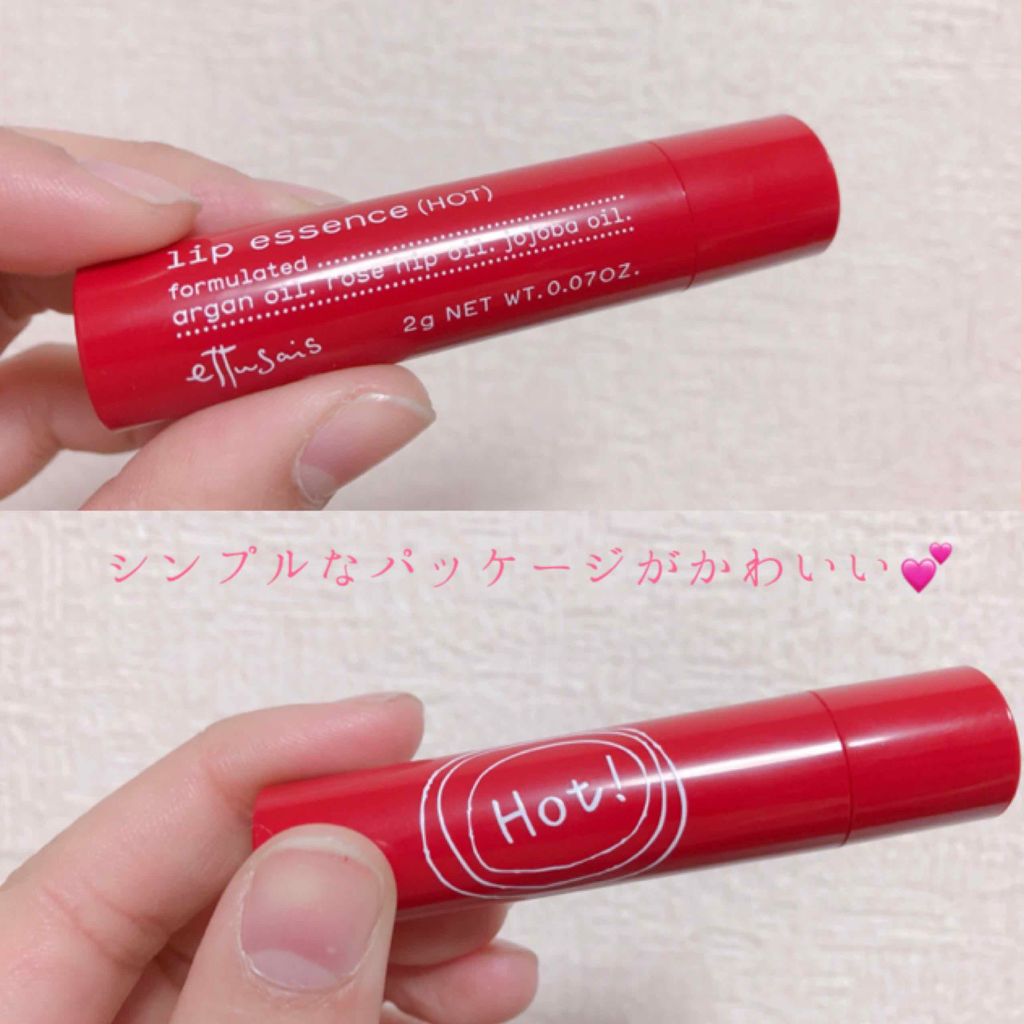 lip essence (HOT)
formulated
argan oil. rose hip oil. jojoba oil.
2g NET WT. 0.07OZ.
ettusais
シンプルなパッケージがかわいい💕
Hot!